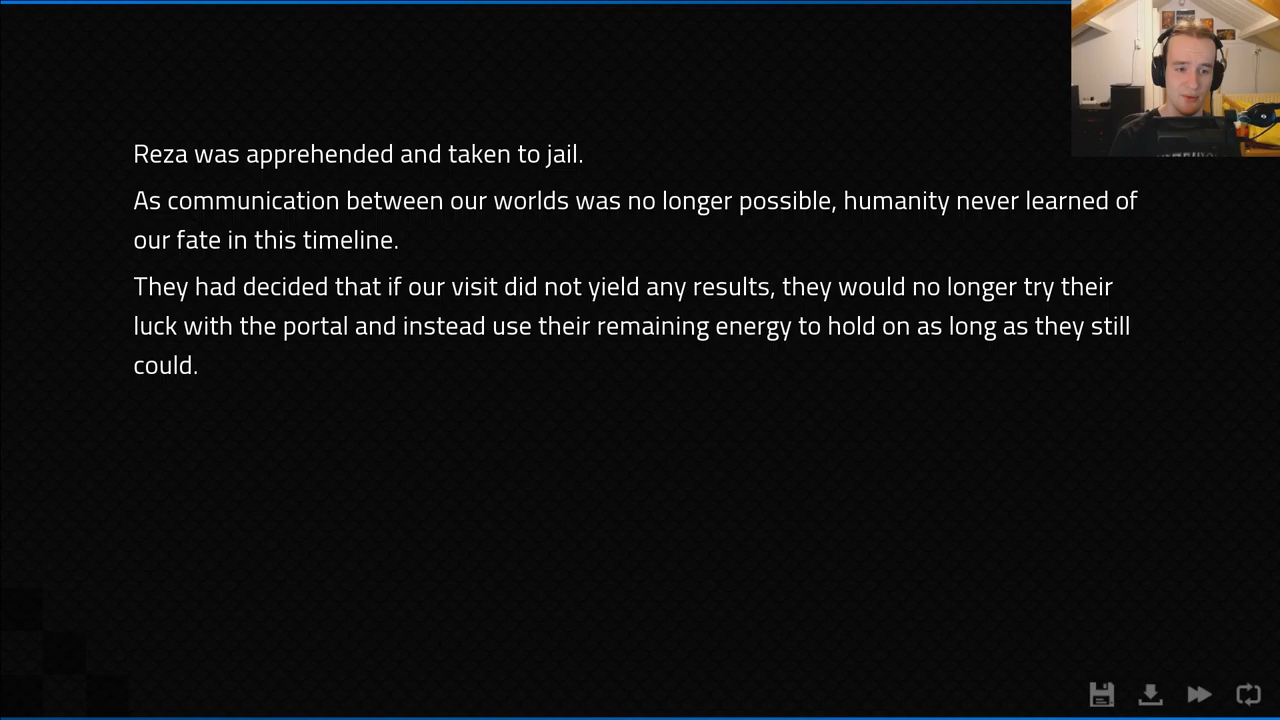 Reza was apprehended and taken to jail.
As communication between our worlds was no longer possible, humanity never learned of
our fate in this timeline.
They had decided that if our visit did not yield any results, they would no longer try their
luck with the portal and instead use their remaining energy to hold on as long as they still
could.